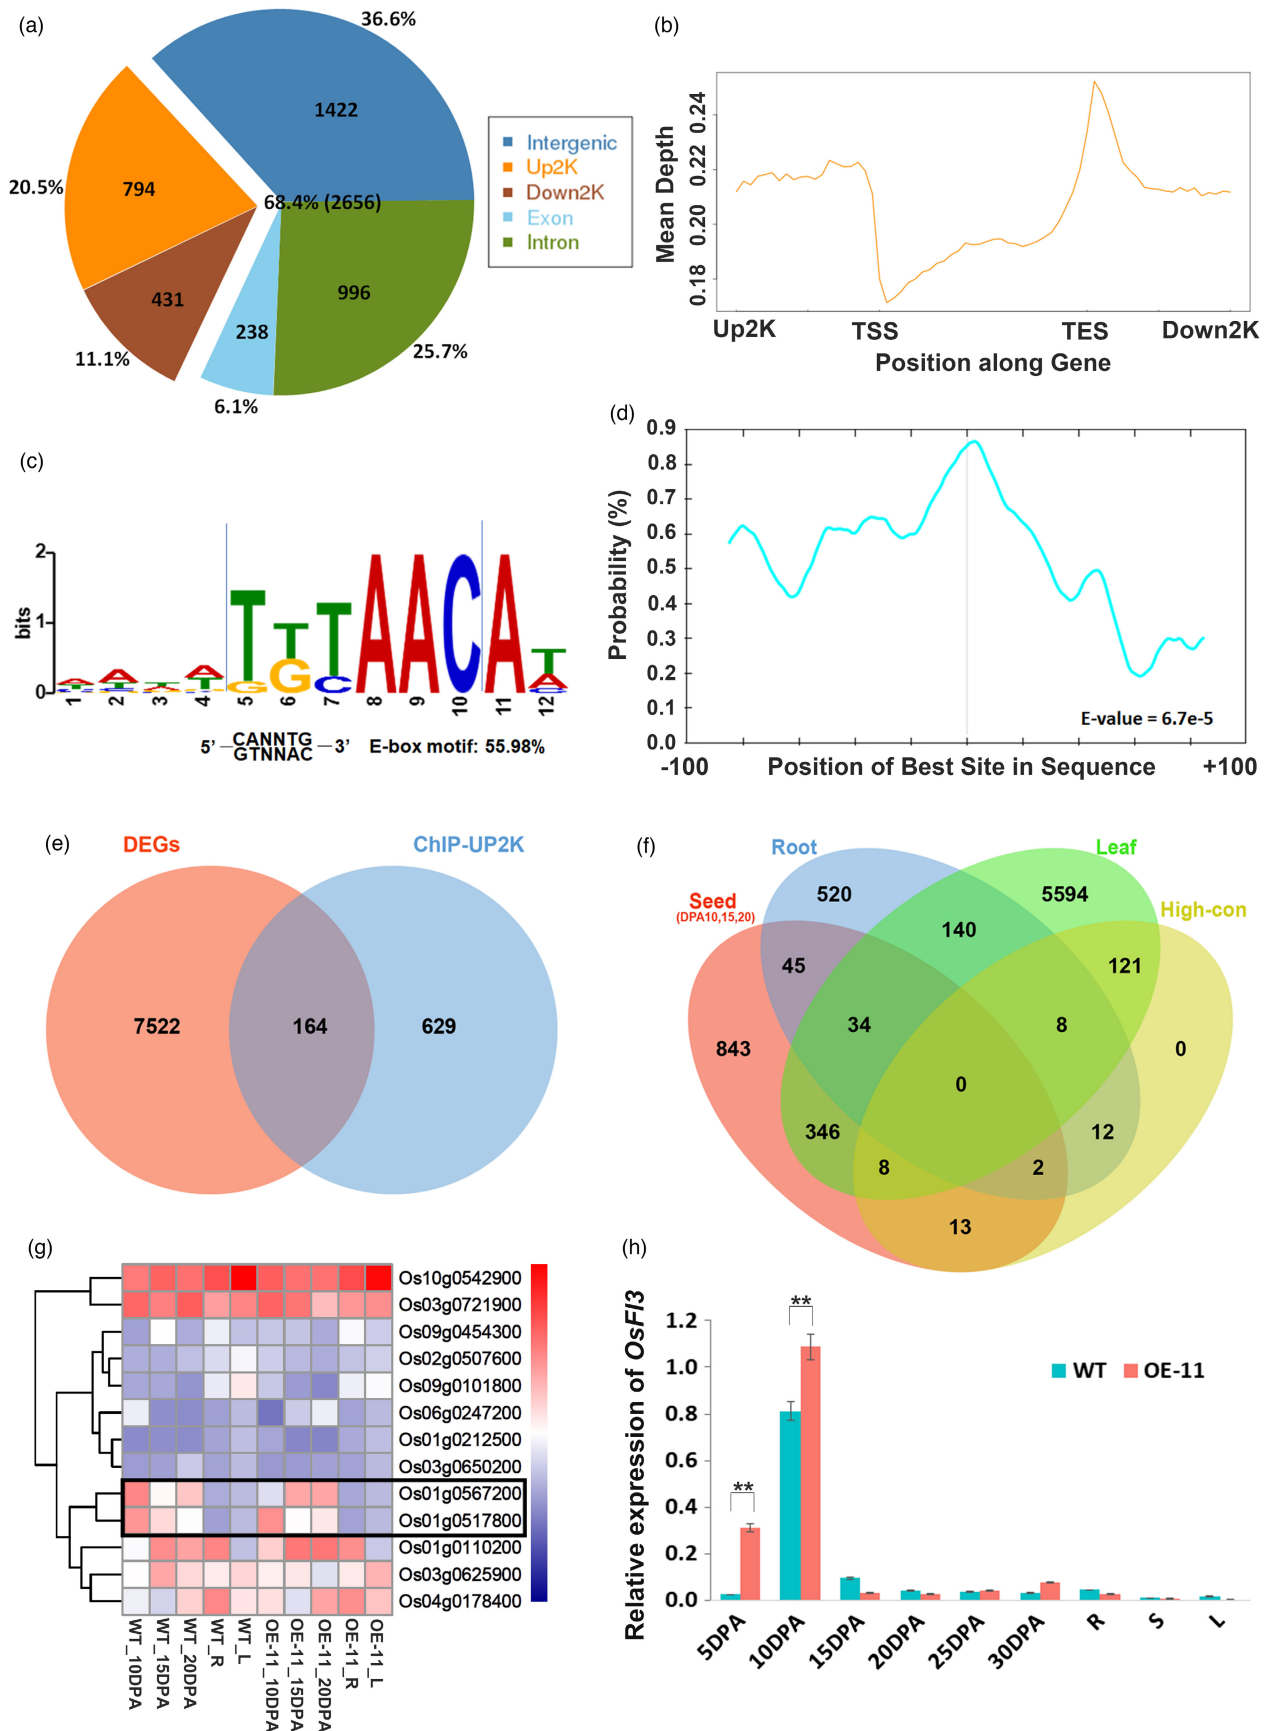 (a)
36.6%
1422
20.5%
794
68.4% (2656)
431
996
238
11.1%
25.7%
6.1%
Intergenic
Up2K
Down2K
Exon
Intron
(b)
Mean Depth
0.18 0.20 0.22 0.24
Up2K TSS TES Down2K
Position along Gene
(c)
bits
2
1
0
T T T A A C A T
G G C A
1 2 3 4 5 6 7 8 9 10 11 12
5' – CANNTG – 3' E-box motif: 55.98%
GTNNAC
(d)
Probability (%)
0.9
0.8
0.7
0.6
0.5
0.4
0.3
0.2
0.1
0.0
E-value = 6.7e-5
-100 Position of Best Site in Sequence +100
(e)
DEGs ChIP-UP2K
7522 164 629
(f)
Root Leaf
Seed
(DPA10,15,20)
High-con
520 5594
140
45 121
34 8
843 0
0
346 12
8 2
13
(g)
Os10g0542900
Os03g0721900
Os09g0454300
Os02g0507600
Os09g0101800
Os06g0247200
Os01g0212500
Os03g0650200
Os01g0567200
Os01g0517800
Os01g0110200
Os03g0625900
Os04g0178400
WT_10DPA
WT_15DPA
WT_20DPA
WT_R
WT_L
OE-11_10DPA
OE-11_15DPA
OE-11_20DPA
OE-11_R
OE-11_L
(h)
Relative expression of OsFl3
1.2
1.0
0.8
0.6
0.4
0.2
0.0
**
**
WT OE-11
5DPA 10DPA 15DPA 20DPA 25DPA 30DPA R S L